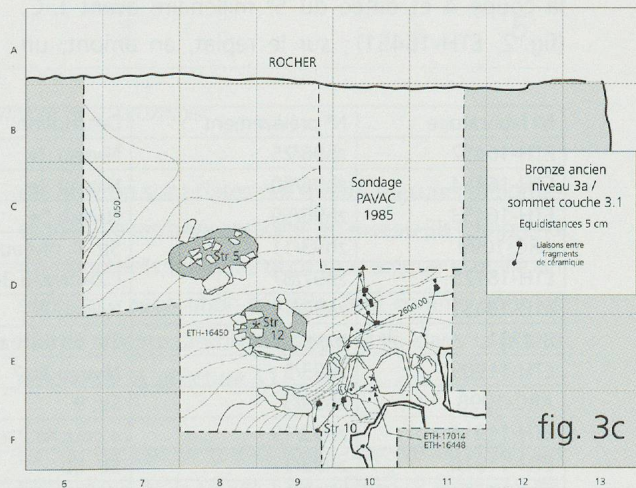 A
ROCHER
B
C
D
E
F
Sondage
PAVAC
1985
Bronze ancien
niveau 3a /
sommet couche 3.1
Equidistances 5 cm
Liaisons entre
fragments
de céramique
0.50
Str 5
2600.00
ETH-16450
Str
12
Str 10
ETH-17014
ETH-16448
fig. 3c
6 7 8 9 10 11 12 13